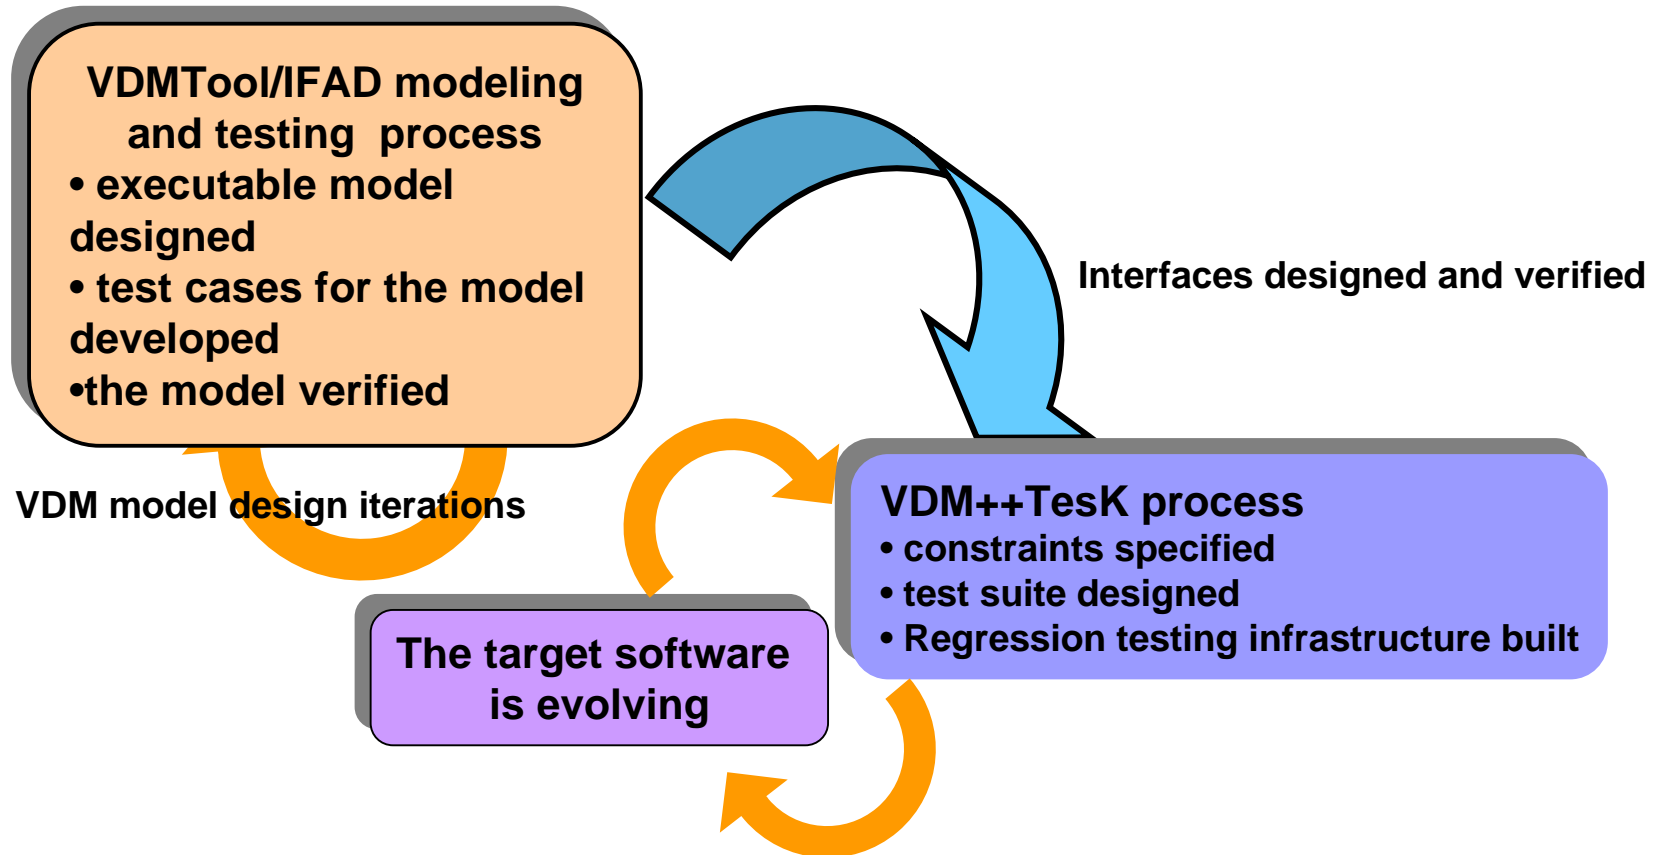 VDMTool/IFAD modeling
and testing process
• executable model
designed
• test cases for the model
developed
•the model verified
Interfaces designed and verified
VDM model design iterations
VDM++TesK process
• constraints specified
• test suite designed
• Regression testing infrastructure built
The target software
is evolving